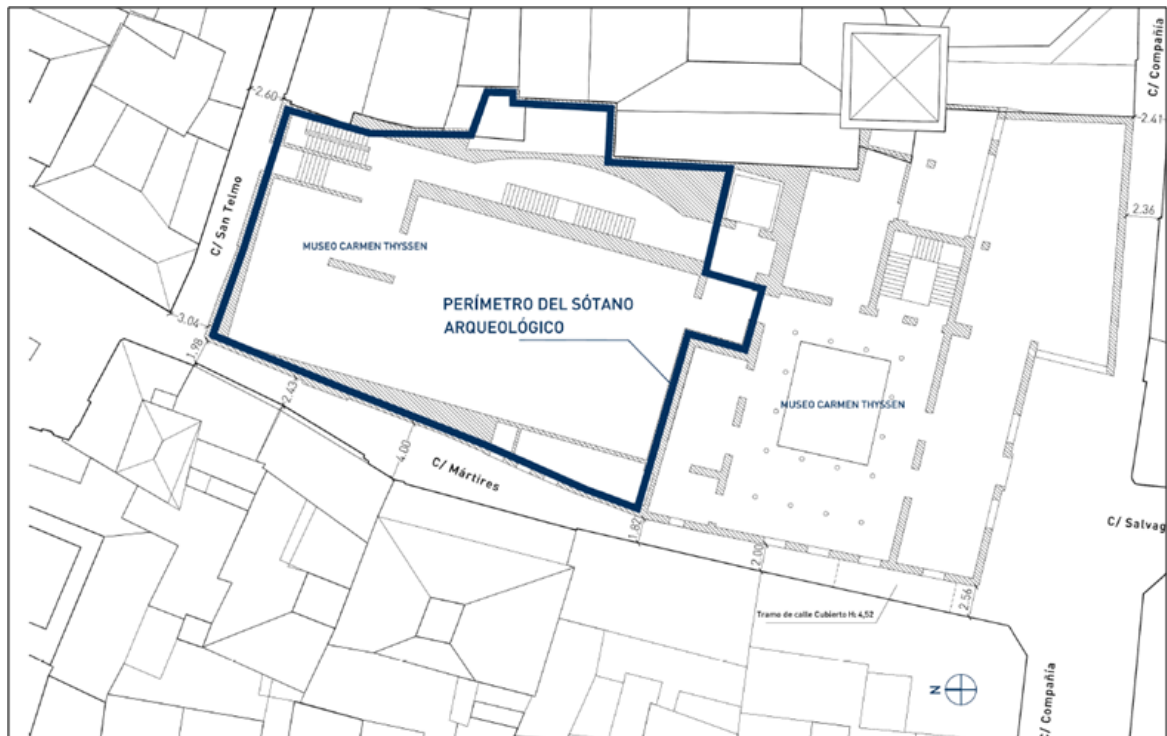 C/ Compañía
2.60
2.41
C/ San Telmo
2.36
MUSEO CARMEN THYSSEN
PERÍMETRO DEL SÓTANO
ARQUEOLÓGICO
3.04
1.98
2.43
MUSEO CARMEN THYSSEN
4.00
C/ Mártires
1.82
2.00
C/ Salvag
2.56
Tramo de calle Cubierto H: 4,52
N
C/ Compañía